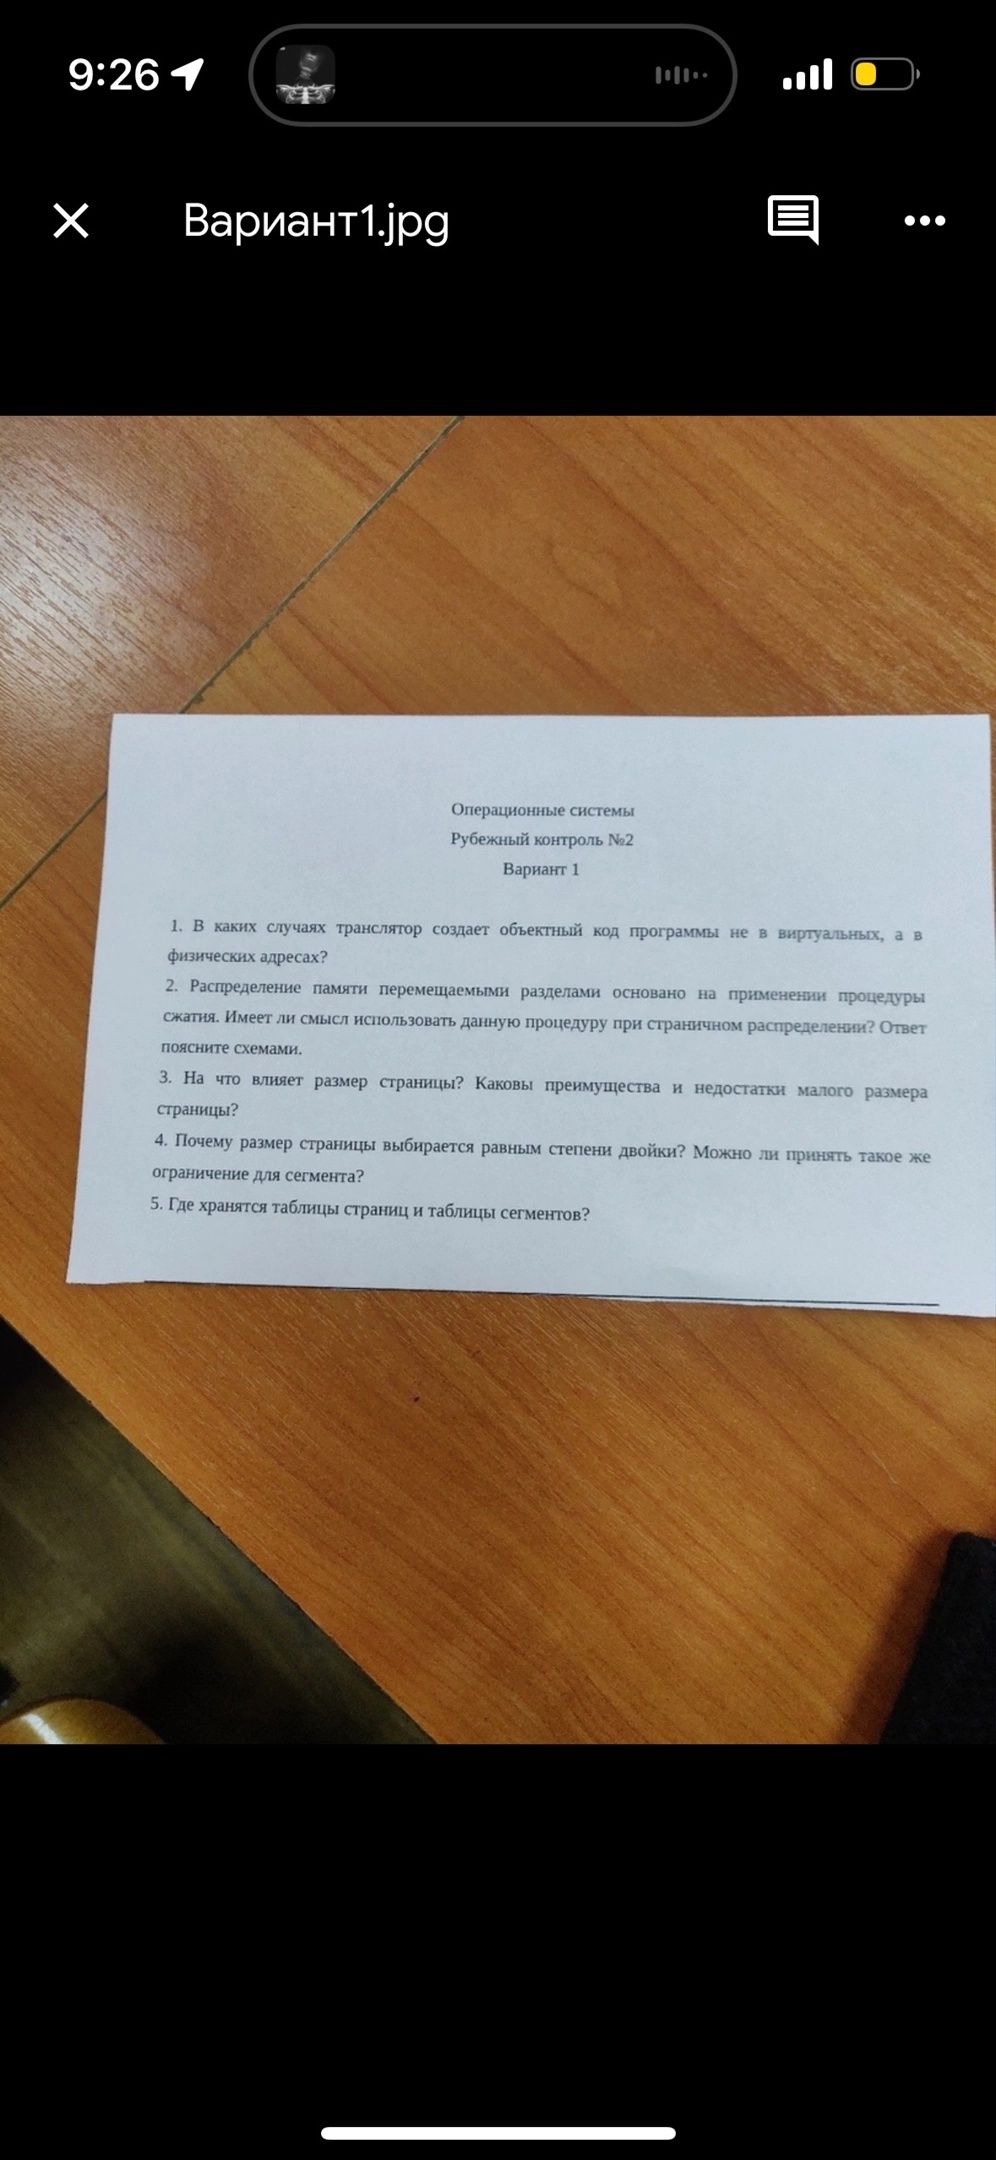 9:26
Вариант1.jpg
Операционные системы
Рубежный контроль №2
Вариант 1
1. В каких случаях транслятор создает объектный код программы не в виртуальных, а в
физических адресах?
2. Распределение памяти перемещаемыми разделами основано на применении процедуры
сжатия. Имеет ли смысл использовать данную процедуру при страничном распределении? Ответ
поясните схемами.
3. На что влияет размер страницы? Каковы преимущества и недостатки малого размера
страницы?
4. Почему размер страницы выбирается равным степени двойки? Можно ли принять такое же
ограничение для сегмента?
5. Где хранятся таблицы страниц и таблицы сегментов?